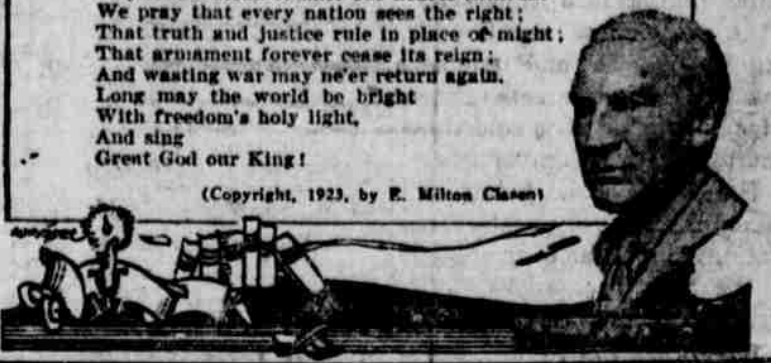 We pray that every nation sees the right;
That truth and justice rule in place of might;
That armament forever cease its reign;
And wasting war may ne'er return again.
Long may the world be bright
With freedom's holy light,
And sing
Great God our King!
(Copyright, 1923, by E. Milton Clasen)